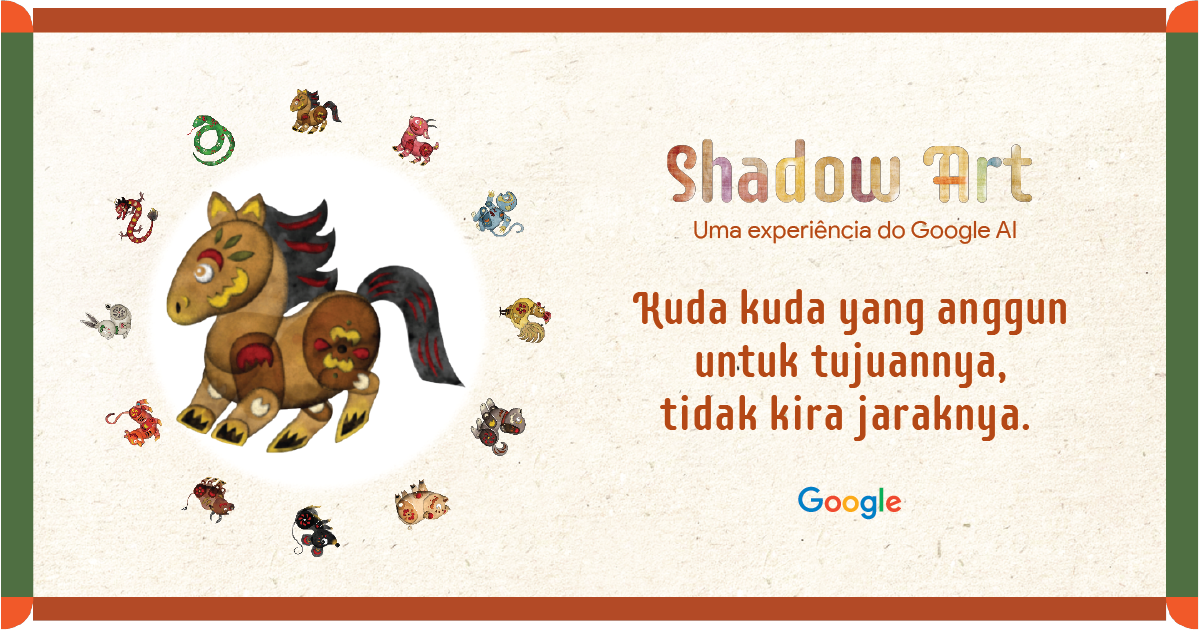 Shadow Art
Uma experiência do Google AI
Kuda kuda yang anggun
untuk tujuannya,
tidak kira jaraknya.
Google